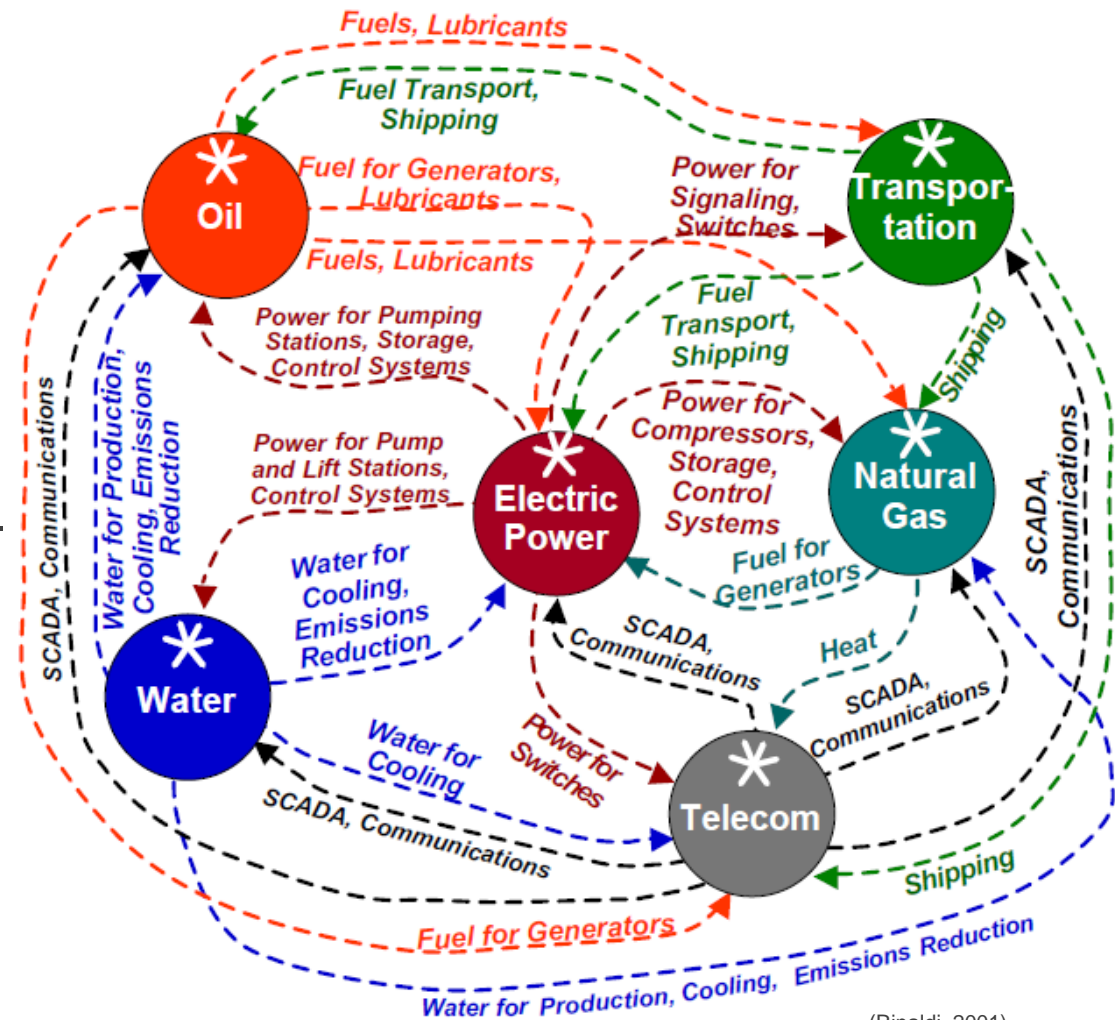 Fuels, Lubricants
Fuel Transport,
Shipping
Oil
Fuel for Generators,
Lubricants
Fuels, Lubricants
Power for
Signaling,
Switches
Transpor-
tation
Fuel
Transport,
Shipping
Shipping
Power for Pumping
Stations, Storage,
Control Systems
Power for
Compressors,
Storage,
Control
Systems
Natural
Gas
Power for Pump
and Lift Stations,
Control Systems
Electric
Power
SCADA, Communications
Water for Production,
Cooling, Emissions
Reduction
Water for
Cooling,
Emissions
Reduction
Fuel for
Generators
SCADA,
Communications
SCADA,
Communications
Heat
SCADA,
Communications
Water
Water for
Cooling
Power for
Switches
Telecom
SCADA, Communications
Shipping
Fuel for Generators
Water for Production, Cooling, Emissions Reduction